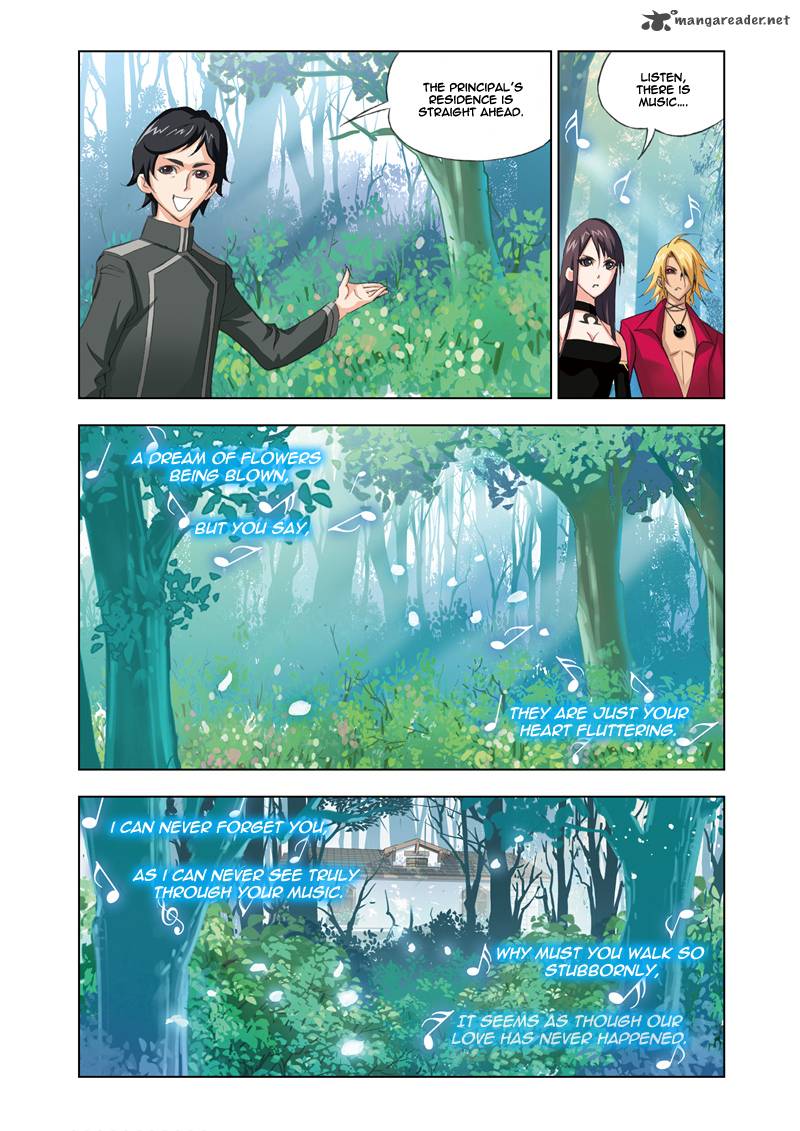 mangareader.net
THE PRINCIPAL'S
RESIDENCE IS
STRAIGHT AHEAD.
LISTEN,
THERE IS
MUSIC....
A DREAM OF FLOWERS
BEING BLOWN,
BUT YOU SAY,
THEY ARE JUST YOUR
HEART FLUTTERING.
I CAN NEVER FORGET YOU,
AS I CAN NEVER SEE TRULY
THROUGH YOUR MUSIC.
WHY MUST YOU WALK SO
STUBBORNLY,
IT SEEMS AS THOUGH OUR
LOVE HAS NEVER HAPPENED.